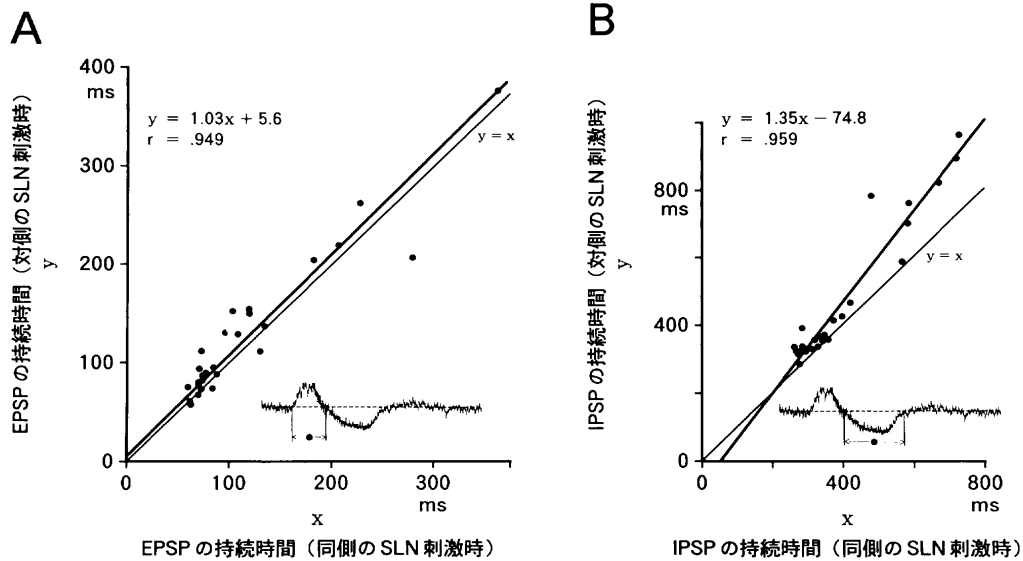 A
EPSP の持続時間（対側の SLN 刺激時）
y
400
ms
300
200
100
0
y = 1.03x + 5.6
r = .949
y = x
0
100
200
300
ms
x
EPSP の持続時間（同側の SLN 刺激時）
B
IPSP の持続時間（対側の SLN 刺激時）
y
800
ms
400
0
y = 1.35x − 74.8
r = .959
y = x
0
400
800
ms
x
IPSP の持続時間（同側の SLN 刺激時）